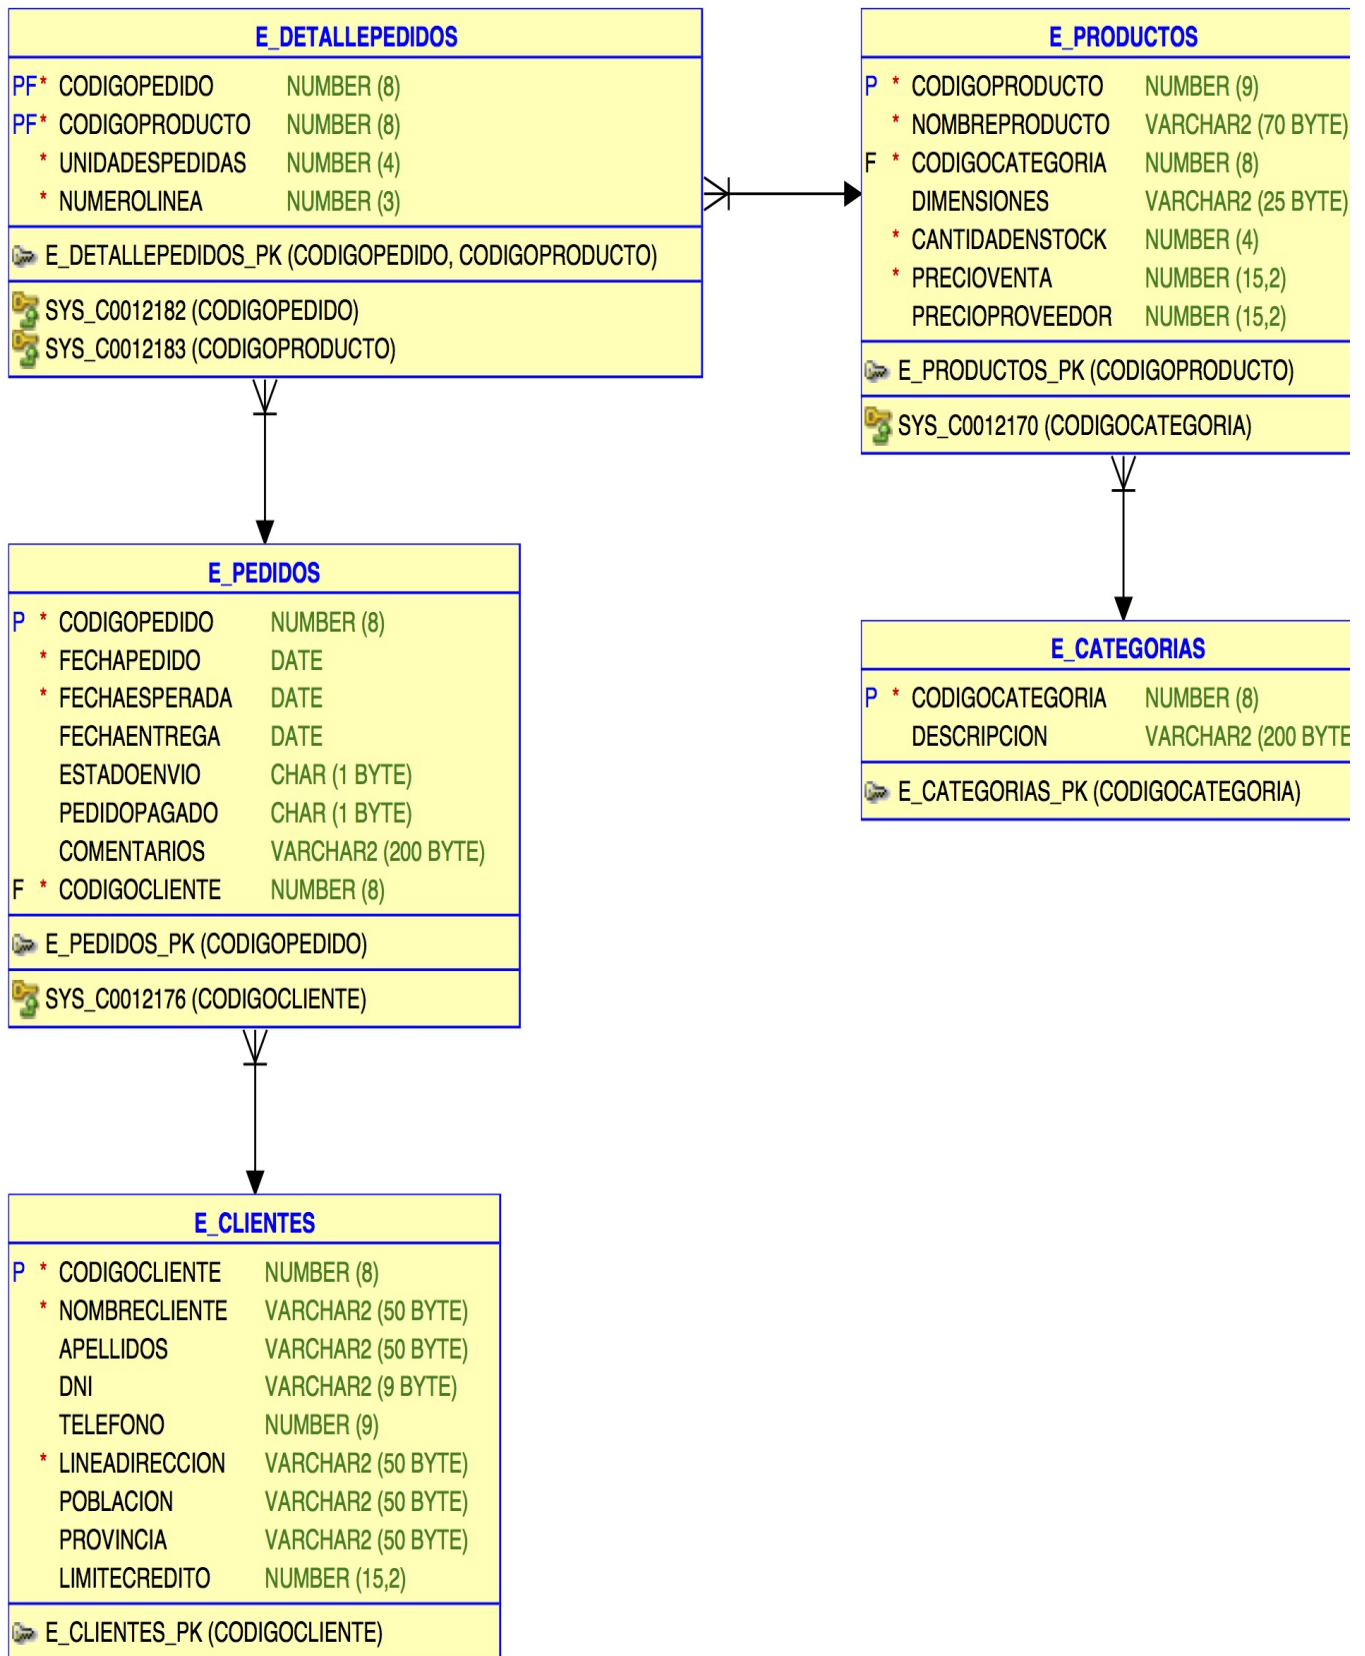 E_DETALLEPEDIDOS
PF * CODIGOPEDIDO NUMBER (8)
PF * CODIGOPRODUCTO NUMBER (8)
* UNIDADESPEDIDAS NUMBER (4)
* NUMEROLINEA NUMBER (3)
E_DETALLEPEDIDOS_PK (CODIGOPEDIDO, CODIGOPRODUCTO)
SYS_C0012182 (CODIGOPEDIDO)
SYS_C0012183 (CODIGOPRODUCTO)
E_PRODUCTOS
P * CODIGOPRODUCTO NUMBER (9)
* NOMBREPRODUCTO VARCHAR2 (70 BYTE)
F * CODIGOCATEGORIA NUMBER (8)
DIMENSIONES VARCHAR2 (25 BYTE)
* CANTIDADENSTOCK NUMBER (4)
* PRECIOVENTA NUMBER (15,2)
PRECIOPROVEEDOR NUMBER (15,2)
E_PRODUCTOS_PK (CODIGOPRODUCTO)
SYS_C0012170 (CODIGOCATEGORIA)
E_PEDIDOS
P * CODIGOPEDIDO NUMBER (8)
* FECHAPEDIDO DATE
* FECHAESPERADA DATE
FECHAENTREGA DATE
ESTADOENVIO CHAR (1 BYTE)
PEDIDOPAGADO CHAR (1 BYTE)
COMENTARIOS VARCHAR2 (200 BYTE)
F * CODIGOCLIENTE NUMBER (8)
E_PEDIDOS_PK (CODIGOPEDIDO)
SYS_C0012176 (CODIGOCLIENTE)
E_CATEGORIAS
P * CODIGOCATEGORIA NUMBER (8)
DESCRIPCION VARCHAR2 (200 BYTE
E_CATEGORIAS_PK (CODIGOCATEGORIA)
E_CLIENTES
P * CODIGOCLIENTE NUMBER (8)
* NOMBRECLIENTE VARCHAR2 (50 BYTE)
APELLIDOS VARCHAR2 (50 BYTE)
DNI VARCHAR2 (9 BYTE)
TELEFONO NUMBER (9)
* LINEADIRECCION VARCHAR2 (50 BYTE)
POBLACION VARCHAR2 (50 BYTE)
PROVINCIA VARCHAR2 (50 BYTE)
LIMITECREDITO NUMBER (15,2)
E_CLIENTES_PK (CODIGOCLIENTE)